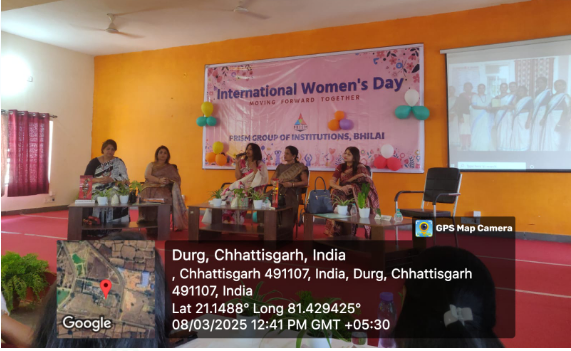 International Women's Day
MOVING FORWARD TOGETHER
PRISM GROUP OF INSTITUTIONS, BHILAI
GPS Map Camera
Durg, Chhattisgarh, India
, Chhattisgarh 491107, India, Durg, Chhattisgarh
491107, India
Lat 21.1488° Long 81.429425°
08/03/2025 12:41 PM GMT +05:30
Google